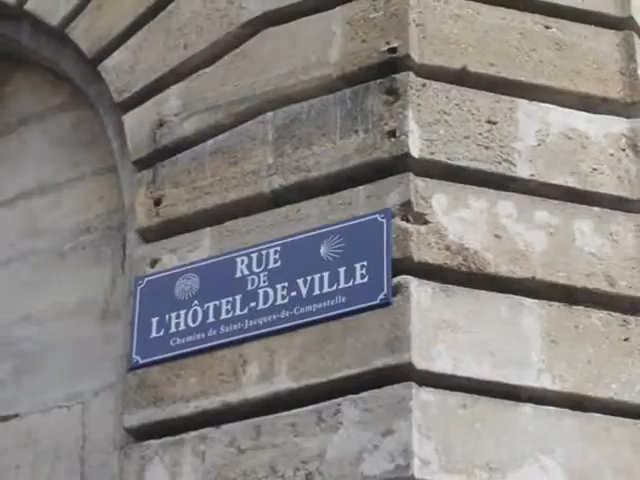 RUE
DE
L'HÔTEL-DE-VILLE
Chemins de Saint-Jacques-de-Compostelle